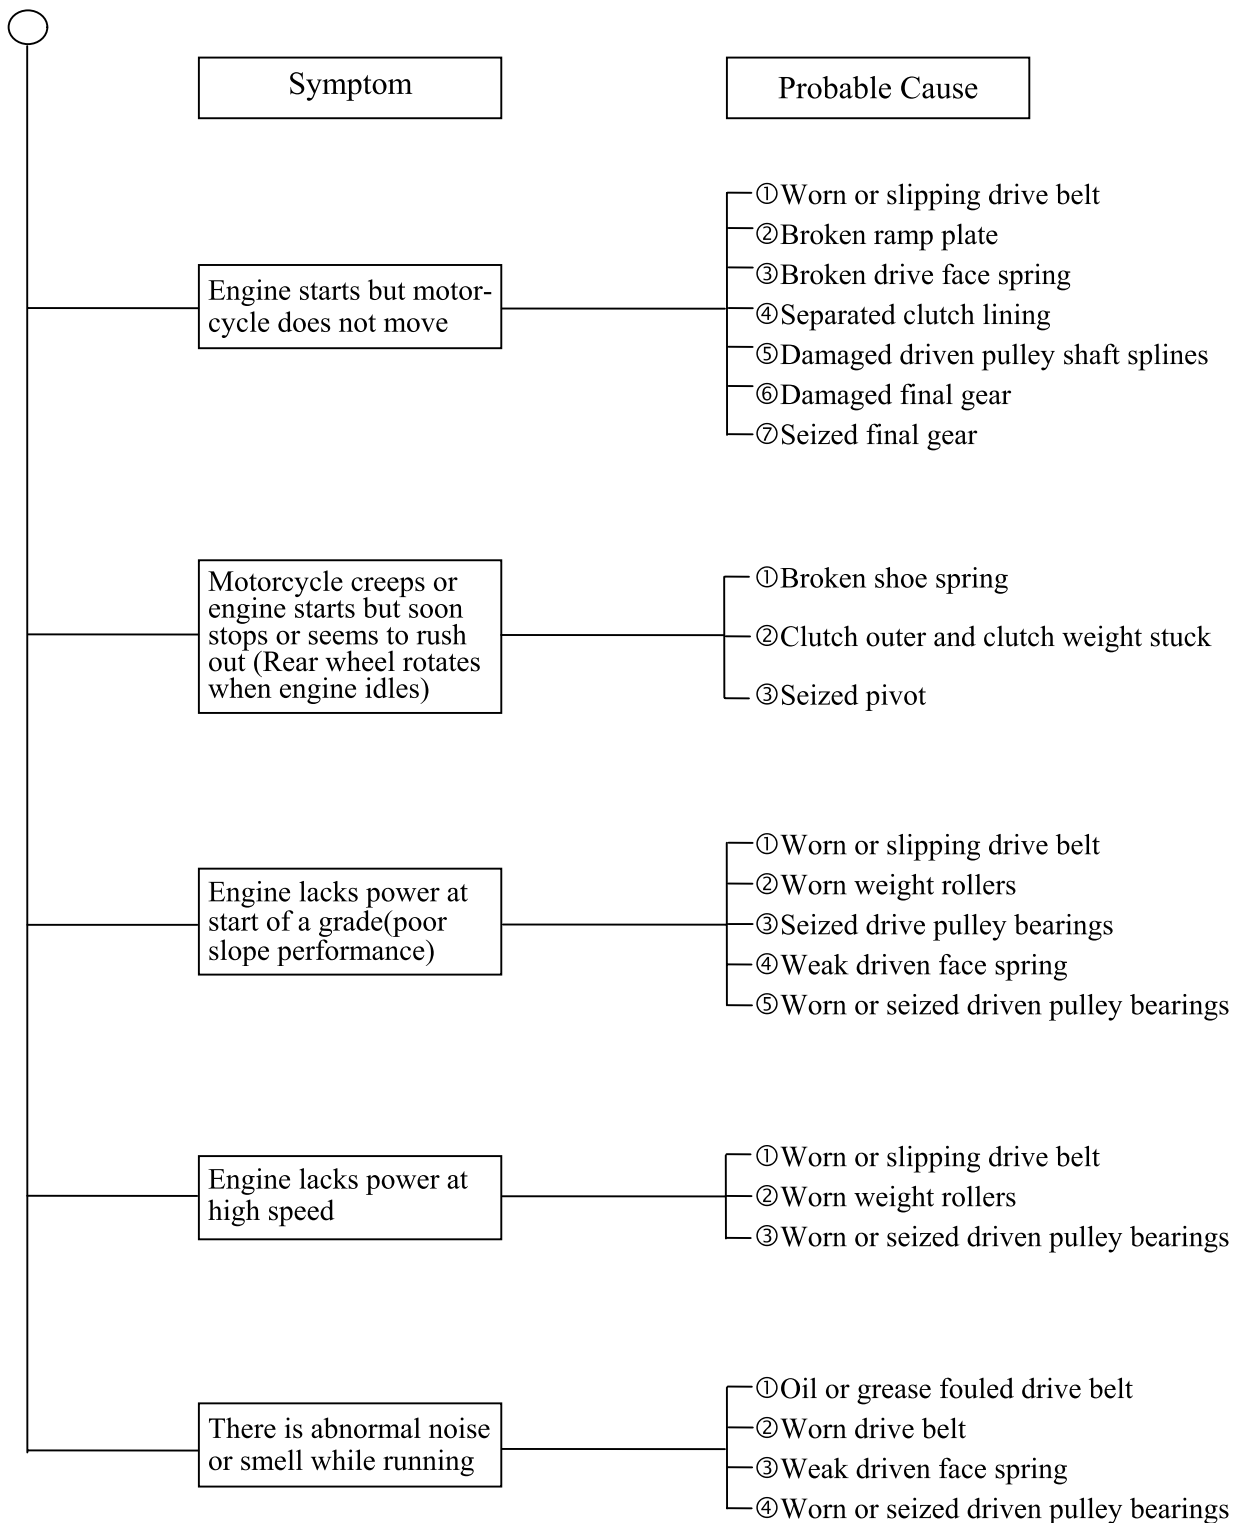 Symptom
Probable Cause
Engine starts but motor-
cycle does not move
①Worn or slipping drive belt
②Broken ramp plate
③Broken drive face spring
④Separated clutch lining
⑤Damaged driven pulley shaft splines
⑥Damaged final gear
⑦Seized final gear
Motorcycle creeps or
engine starts but soon
stops or seems to rush
out (Rear wheel rotates
when engine idles)
①Broken shoe spring
②Clutch outer and clutch weight stuck
③Seized pivot
Engine lacks power at
start of a grade(poor
slope performance)
①Worn or slipping drive belt
②Worn weight rollers
③Seized drive pulley bearings
④Weak driven face spring
⑤Worn or seized driven pulley bearings
Engine lacks power at
high speed
①Worn or slipping drive belt
②Worn weight rollers
③Worn or seized driven pulley bearings
There is abnormal noise
or smell while running
①Oil or grease fouled drive belt
②Worn drive belt
③Weak driven face spring
④Worn or seized driven pulley bearings